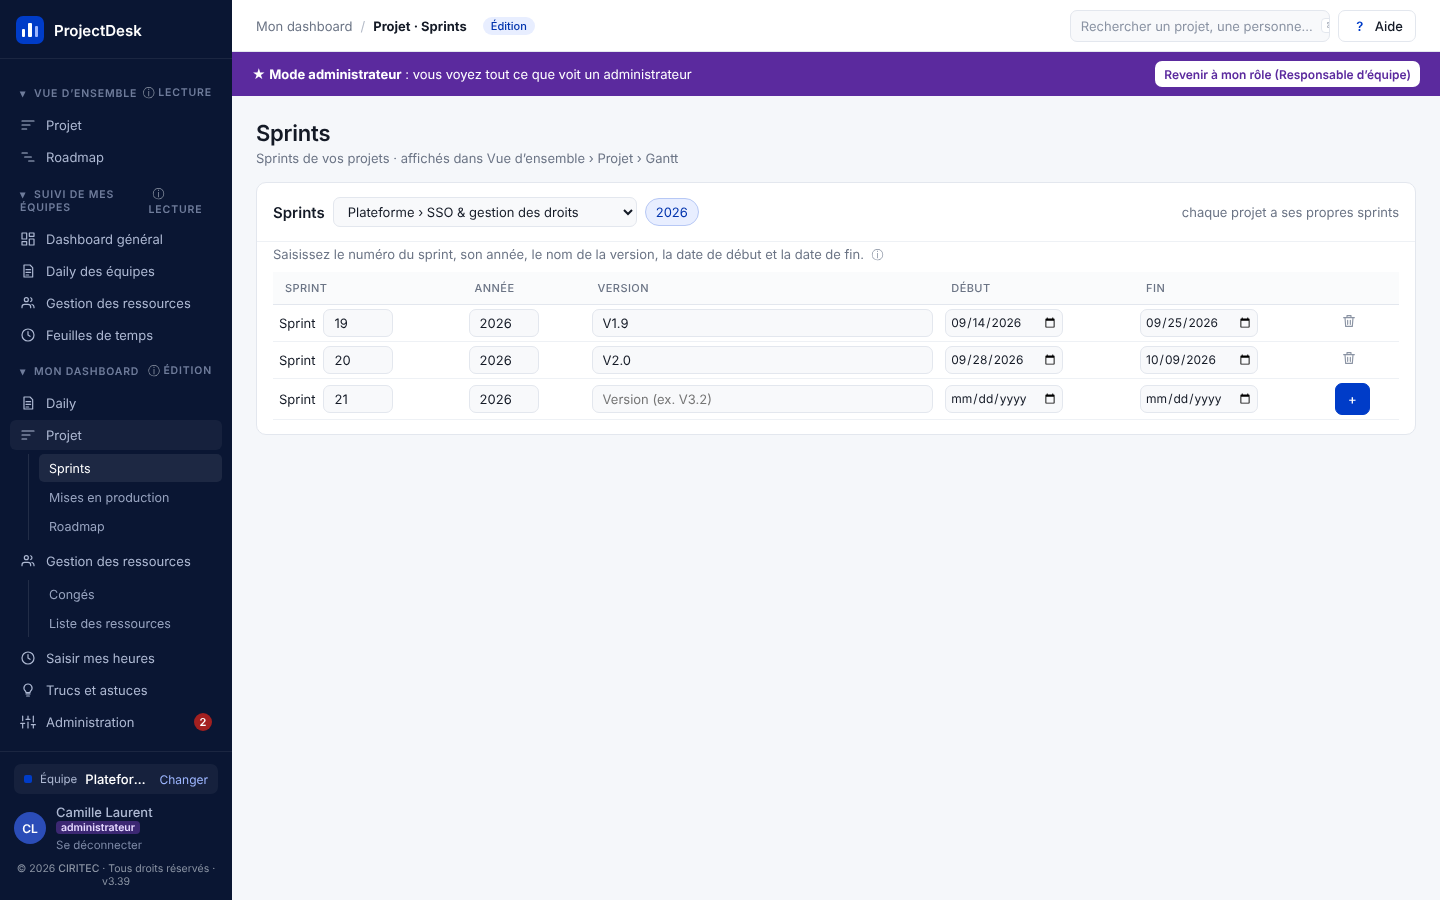 ProjectDesk
Mon dashboard / Projet · Sprints Édition
Rechercher un projet, une personne...
? Aide
★ Mode administrateur : vous voyez tout ce que voit un administrateur
Revenir à mon rôle (Responsable d’équipe)
▾ VUE D’ENSEMBLE ⓘ LECTURE
Projet
Roadmap
▾ SUIVI DE MES ÉQUIPES ⓘ LECTURE
Dashboard général
Daily des équipes
Gestion des ressources
Feuilles de temps
▾ MON DASHBOARD ⓘ ÉDITION
Daily
Projet
Sprints
Mises en production
Roadmap
Gestion des ressources
Congés
Liste des ressources
Saisir mes heures
Trucs et astuces
Administration 2
Équipe Platefor... Changer
CL
Camille Laurent
administrateur
Se déconnecter
© 2026 CIRITEC · Tous droits réservés ·
v3.39
Sprints
Sprints de vos projets · affichés dans Vue d’ensemble › Projet › Gantt
Sprints Plateforme › SSO & gestion des droits 2026 chaque projet a ses propres sprints
Saisissez le numéro du sprint, son année, le nom de la version, la date de début et la date de fin. ⓘ
SPRINT ANNÉE VERSION DÉBUT FIN
Sprint 19 2026 V1.9 09/14/2026 09/25/2026
Sprint 20 2026 V2.0 09/28/2026 10/09/2026
Sprint 21 2026 Version (ex. V3.2) mm/dd/yyyy mm/dd/yyyy +